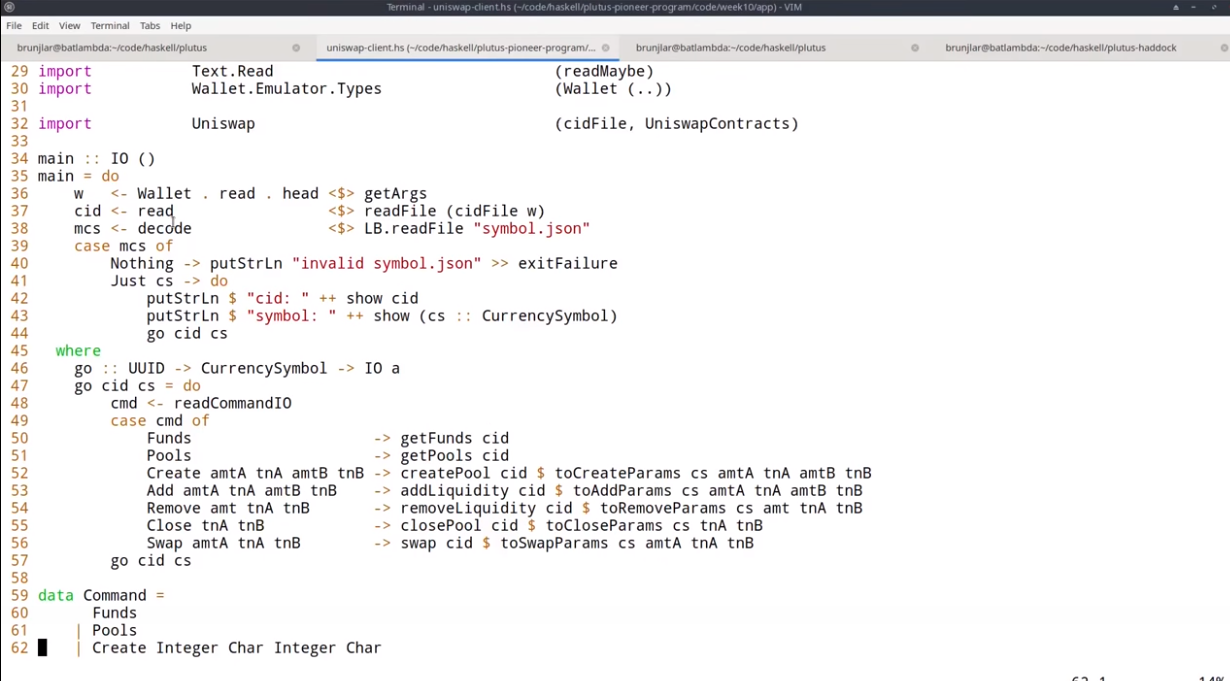 Terminal - uniswap-client.hs (~/code/haskell/plutus-pioneer-program/code/week10/app) - VIM
File Edit View Terminal Tabs Help
brunjlar@batlambda:~/code/haskell/plutus uniswap-client.hs (~/code/haskell/plutus-pioneer-program/... brunjlar@batlambda:~/code/haskell/plutus brunjlar@batlambda:~/code/haskell/plutus-haddock
29 import Text.Read (readMaybe)
30 import Wallet.Emulator.Types (Wallet (..))
31
32 import Uniswap (cidFile, UniswapContracts)
33
34 main :: IO ()
35 main = do
36 w <- Wallet . read . head <$> getArgs
37 cid <- read <$> readFile (cidFile w)
38 mcs <- decode <$> LB.readFile "symbol.json"
39 case mcs of
40 Nothing -> putStrLn "invalid symbol.json" >> exitFailure
41 Just cs -> do
42 putStrLn $ "cid: " ++ show cid
43 putStrLn $ "symbol: " ++ show (cs :: CurrencySymbol)
44 go cid cs
45 where
46 go :: UUID -> CurrencySymbol -> IO a
47 go cid cs = do
48 cmd <- readCommandIO
49 case cmd of
50 Funds -> getFunds cid
51 Pools -> getPools cid
52 Create amtA tnA amtB tnB -> createPool cid $ toCreateParams cs amtA tnA amtB tnB
53 Add amtA tnA amtB tnB -> addLiquidity cid $ toAddParams cs amtA tnA amtB tnB
54 Remove amt tnA tnB -> removeLiquidity cid $ toRemoveParams cs amt tnA tnB
55 Close tnA tnB -> closePool cid $ toCloseParams cs tnA tnB
56 Swap amtA tnA tnB -> swap cid $ toSwapParams cs amtA tnA tnB
57 go cid cs
58
59 data Command =
60 Funds
61 | Pools
62 | Create Integer Char Integer Char